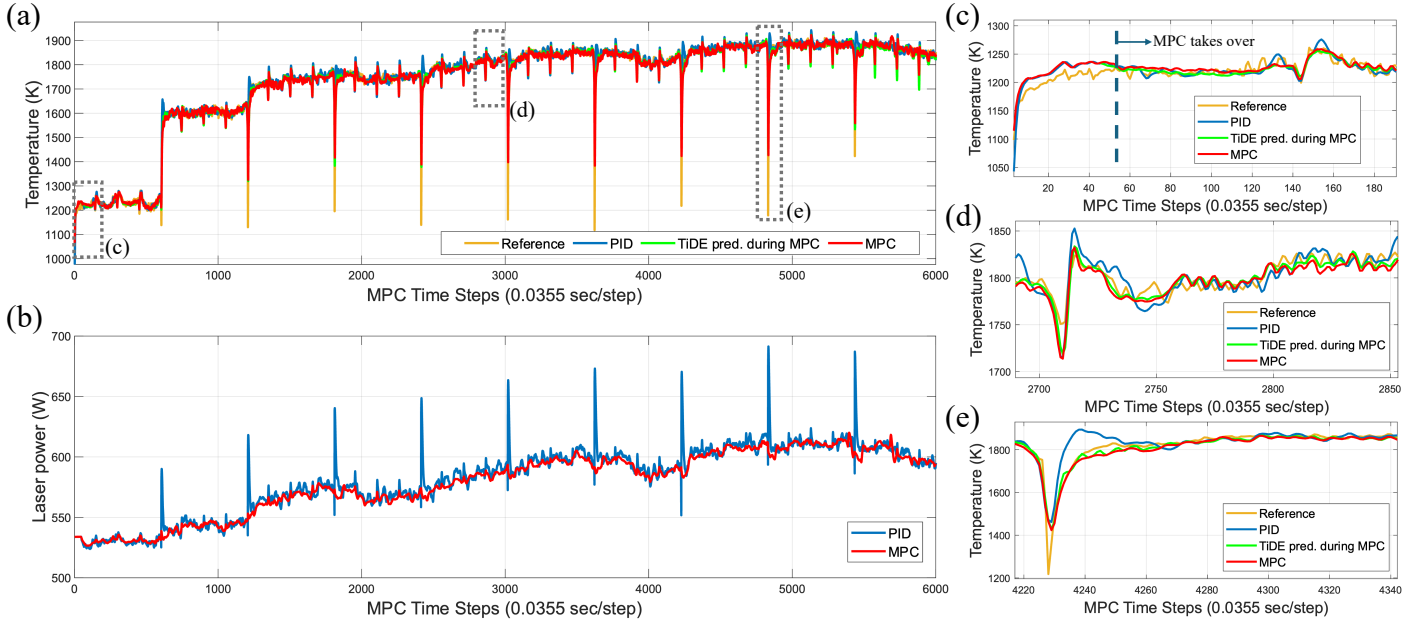 (a)
Temperature (K)
1900
1800
1700
1600
1500
1400
1300
1200
1100
1000
(c)
(d)
(e)
Reference
PID
TiDE pred. during MPC
MPC
0
1000
2000
3000
4000
5000
6000
MPC Time Steps (0.0355 sec/step)
(b)
Laser power (W)
700
650
600
550
500
PID
MPC
0
1000
2000
3000
4000
5000
6000
MPC Time Steps (0.0355 sec/step)
(c)
Temperature (K)
1300
1250
1200
1150
1100
1050
MPC takes over
Reference
PID
TiDE pred. during MPC
MPC
20
40
60
80
100
120
140
160
180
MPC Time Steps (0.0355 sec/step)
(d)
Temperature (K)
1850
1800
1750
1700
Reference
PID
TiDE pred. during MPC
MPC
2700
2750
2800
2850
MPC Time Steps (0.0355 sec/step)
(e)
Temperature (K)
1800
1600
1400
1200
Reference
PID
TiDE pred. during MPC
MPC
4220
4240
4260
4280
4300
4320
4340
MPC Time Steps (0.0355 sec/step)